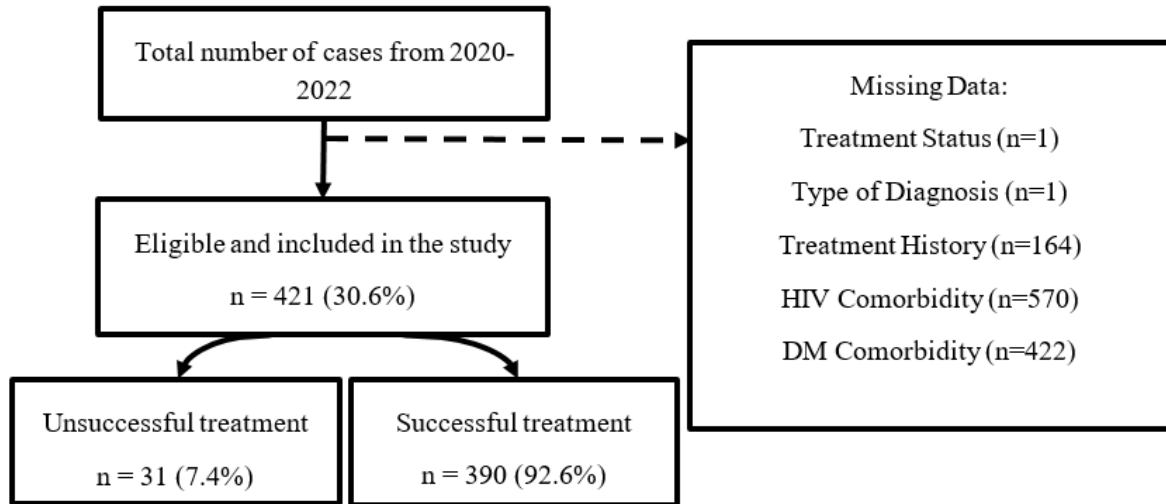 Total number of cases from 2020-
2022
Eligible and included in the study
n = 421 (30.6%)
Unsuccessful treatment
n = 31 (7.4%)
Successful treatment
n = 390 (92.6%)
Missing Data:
Treatment Status (n=1)
Type of Diagnosis (n=1)
Treatment History (n=164)
HIV Comorbidity (n=570)
DM Comorbidity (n=422)